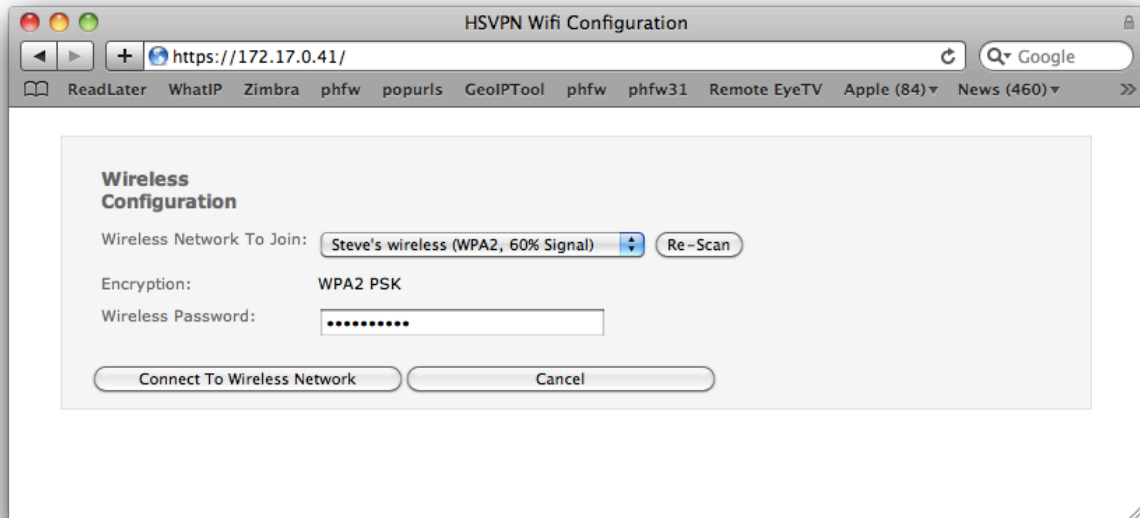 HSVPN Wifi Configuration
https://172.17.0.41/
Google
ReadLater WhatIP Zimbra phfw popurls GeoIPTool phfw phfw31 Remote EyeTV Apple (84) News (460) >>
Wireless
Configuration
Wireless Network To Join: Steve's wireless (WPA2, 60% Signal) Re-Scan
Encryption: WPA2 PSK
Wireless Password: ••••••••••
Connect To Wireless Network Cancel